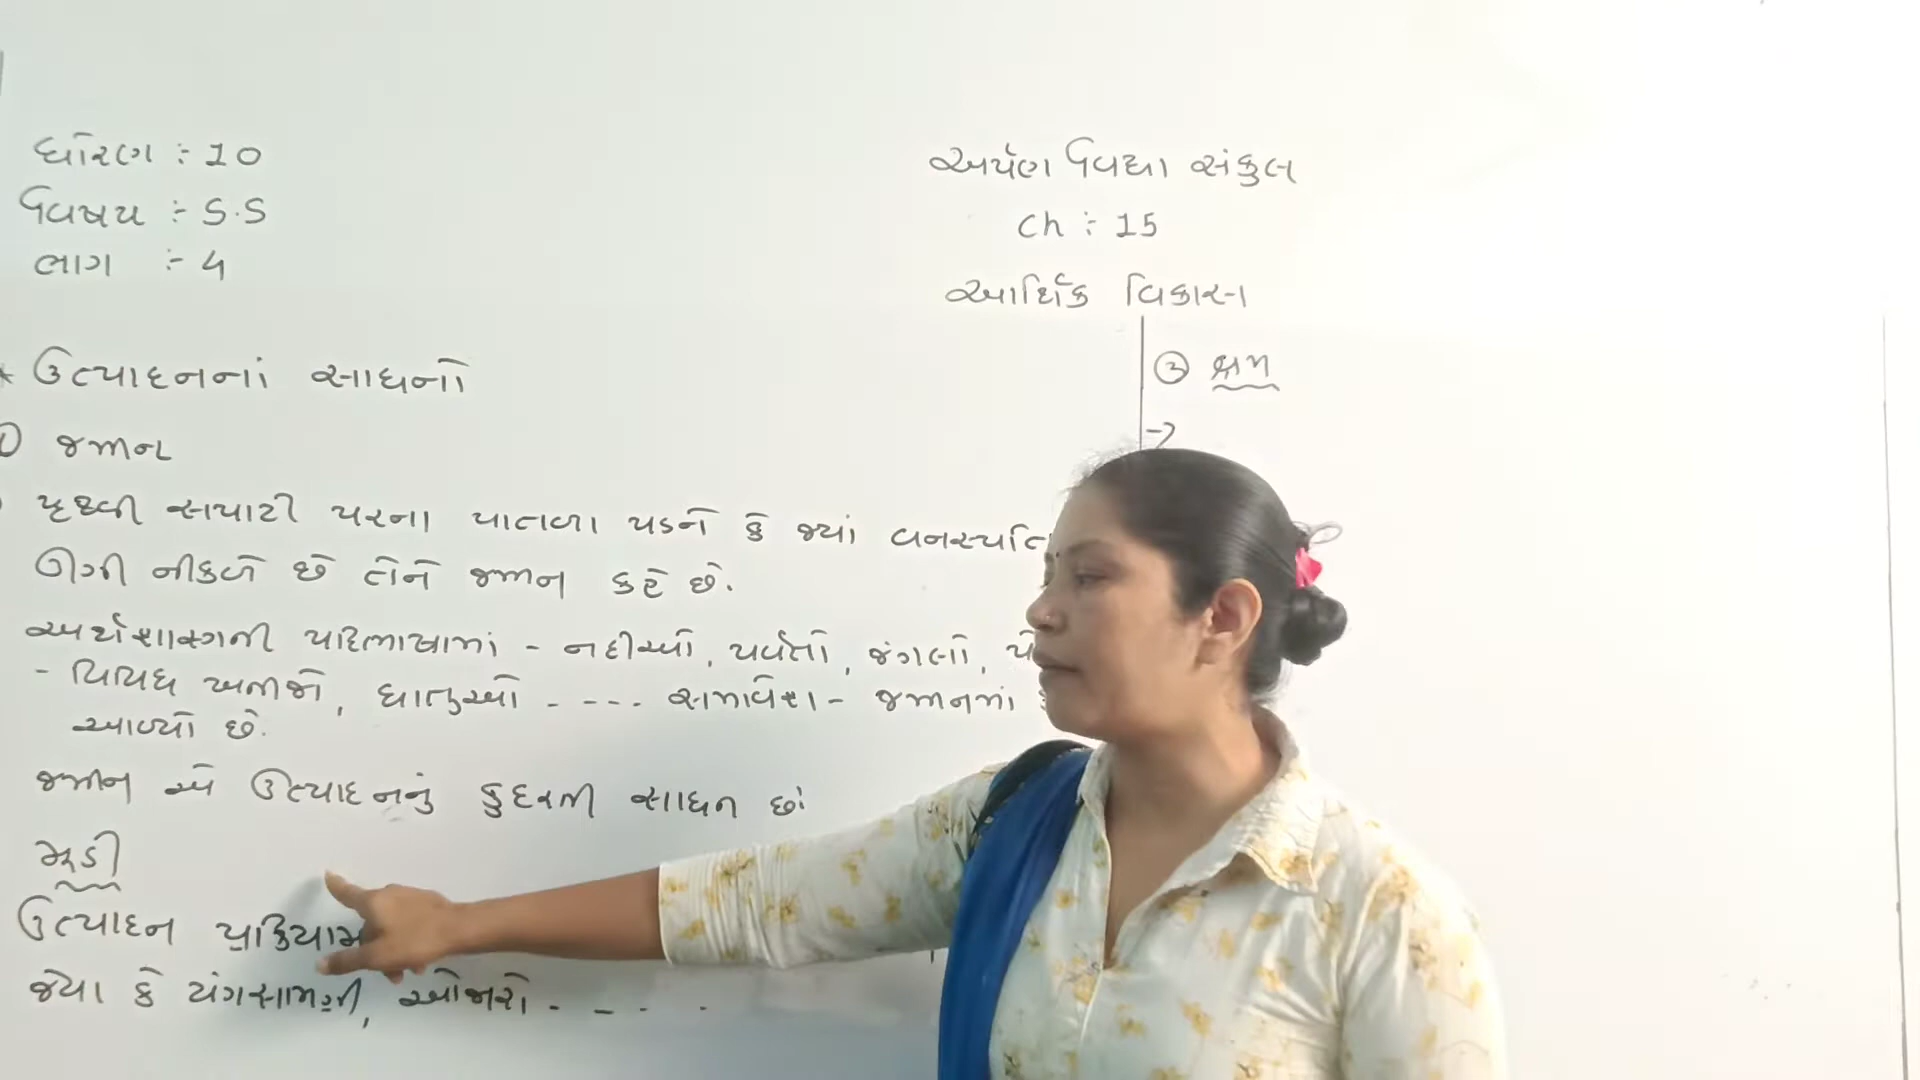 ધોરણ :- 10
વિષય :- S.S
ભાગ :- 4
અર્પણ વિદ્યા સંકુલ
Ch :- 15
આર્થિક વિકાસ
* ઉત્પાદનનાં સાધનો
① જમીન
પૃથ્વી સપાટી પરના પાતળા પડને કે જ્યાં વનસ્પતિ
ઊગી નીકળે છે તેને જમીન કહે છે.
અર્થશાસ્ત્રની પરિભાષામાં - નદીઓ, પર્વતો, જંગલો,
- વિવિધ ખનીજો, ધાતુઓ - --- સમાવેશ - જમીનમાં
આવ્યો છે.
જમીન એ ઉત્પાદનનું કુદરતી સાધન છે.
મૂડી
ઉત્પાદન પ્રક્રિયામ
જેવા કે યંત્રસામગ્રી, ઓજારો - - - -
③ શ્રમ
→